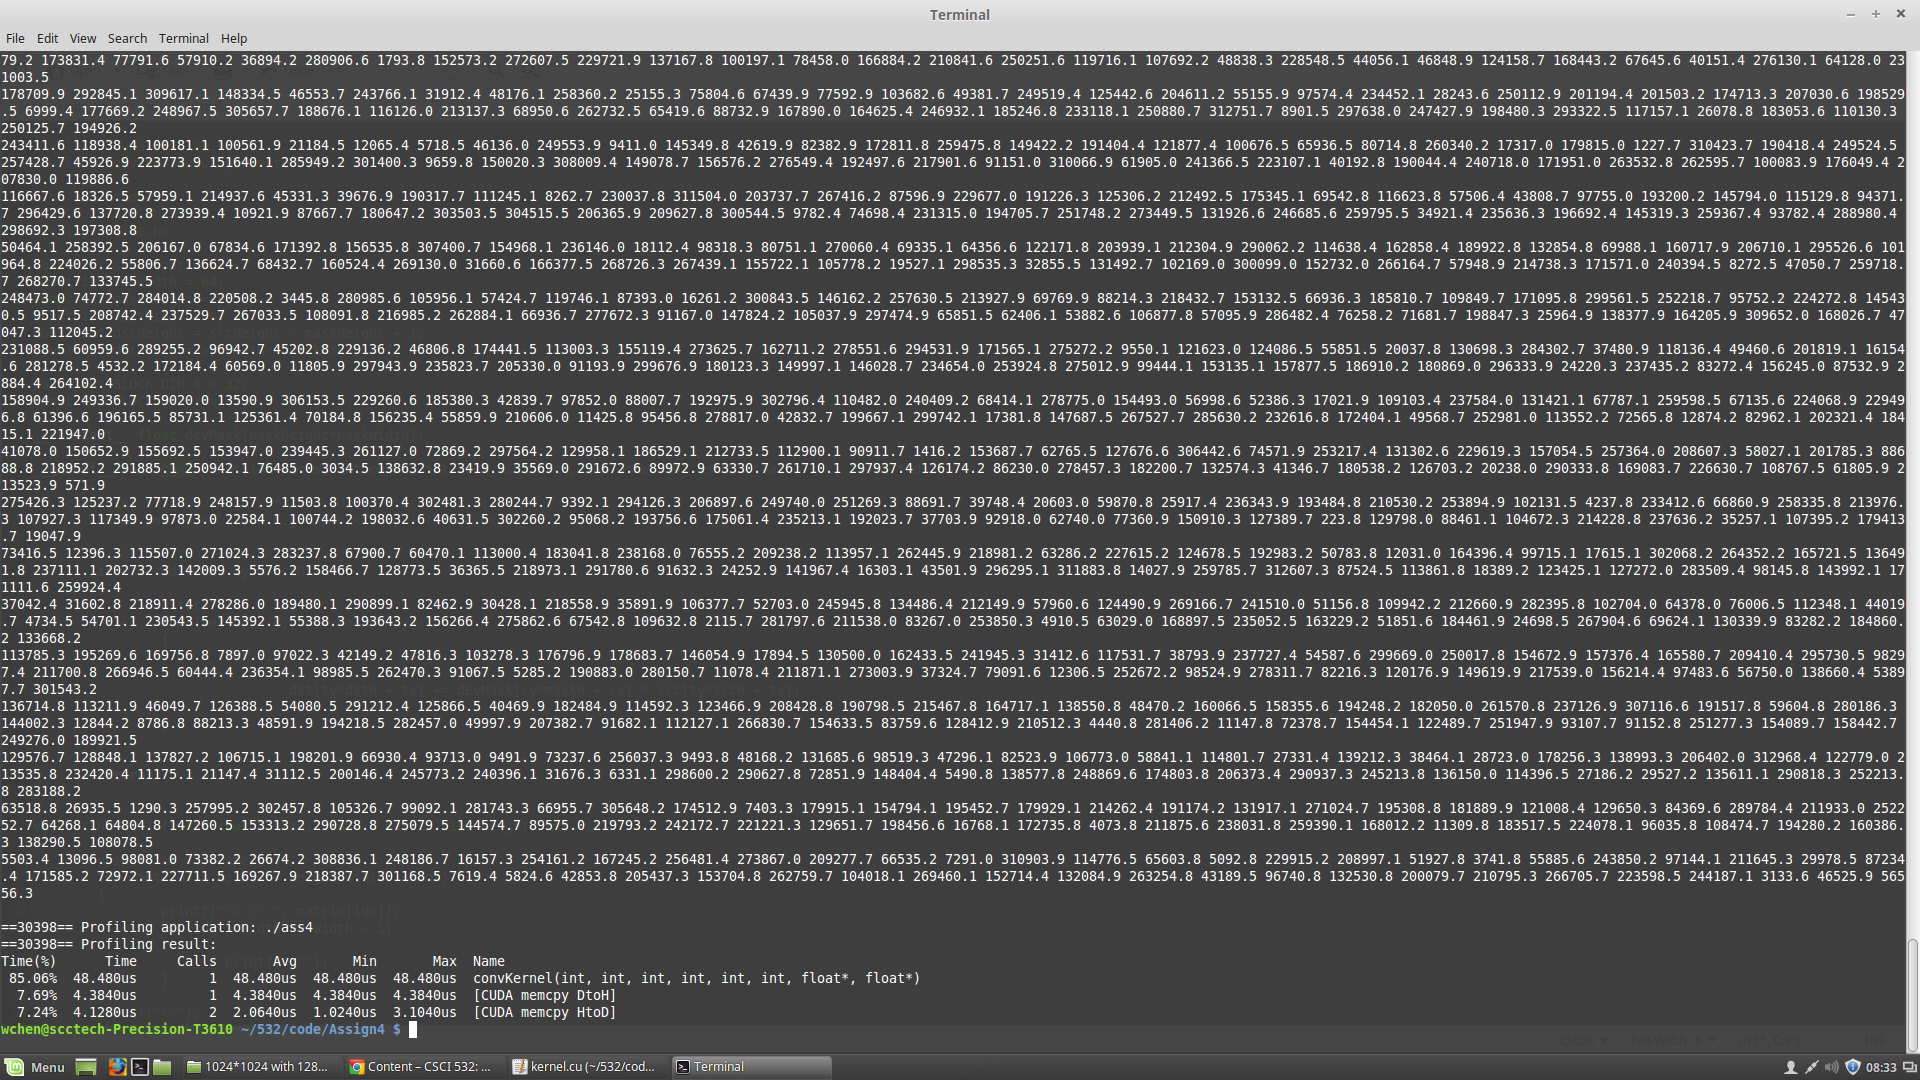 Terminal
File Edit View Search Terminal Help
79.2 173831.4 77791.6 57910.2 36894.2 280906.6 1793.8 152573.2 272607.5 229721.9 137167.8 100197.1 78458.0 166884.2 210841.6 250251.6 119716.1 107692.2 48838.3 228548.5 44056.1 46848.9 124158.7 168443.2 67645.6 40151.4 276130.1 64128.0 23
1003.5
178709.9 292845.1 309617.1 148334.5 46553.7 243766.1 31912.4 48176.1 258360.2 25155.3 75804.6 67439.9 77592.9 103682.6 49381.7 249519.4 125442.6 204611.2 55155.9 97574.4 234452.1 28243.6 250112.9 201194.4 201503.2 174713.3 207030.6 198529
.5 6999.4 177669.2 248967.5 305657.7 188676.1 116126.0 213137.3 68950.6 262732.5 65419.6 88732.9 167890.0 164625.4 246932.1 185246.8 233118.1 250880.7 312751.7 8901.5 297638.0 247427.9 198480.3 293322.5 117157.1 26078.8 183053.6 110130.3
250125.7 194926.2
243411.6 118938.4 100181.1 100561.9 21184.5 12065.4 5718.5 46136.0 249553.9 9411.0 145349.8 42619.9 82382.9 172811.8 259475.8 149422.2 191404.4 121877.4 100676.5 65936.5 80714.8 260340.2 17317.0 179815.0 1227.7 310423.7 190418.4 249524.5
257428.7 45926.9 223773.9 151640.1 285949.2 301400.3 9659.8 150020.3 308009.4 149078.7 156576.2 276549.4 192497.6 217901.6 91151.0 310066.9 61905.0 241366.5 223107.1 40192.8 190044.4 240718.0 171951.0 263532.8 262595.7 100083.9 176049.4 2
07830.0 119886.6
116667.6 18326.5 57959.1 214937.6 45331.3 39676.9 190317.7 111245.1 8262.7 230037.8 311504.0 203737.7 267416.2 87596.9 229677.0 191226.3 125306.2 212492.5 175345.1 69542.8 116623.8 57506.4 43808.7 97755.0 193200.2 145794.0 115129.8 94371.
7 296429.6 137720.8 273939.4 10921.9 87667.7 180647.2 303503.5 304515.5 206365.9 209627.8 300544.5 9782.4 74698.4 231315.0 194705.7 251748.2 273449.5 131926.6 246685.6 259795.5 34921.4 235636.3 196692.4 145319.3 259367.4 93782.4 288980.4
298692.3 197308.8
50464.1 258392.5 206167.0 67834.6 171392.8 156535.8 307400.7 154968.1 236146.0 18112.4 98318.3 80751.1 270060.4 69335.1 64356.6 122171.8 203939.1 212304.9 290062.2 114638.4 162858.4 189922.8 132854.8 69988.1 160717.9 206710.1 295526.6 101
964.8 224026.2 55806.7 136624.7 68432.7 160524.4 269130.0 31660.6 166377.5 268726.3 267439.1 155722.1 105778.2 19527.1 298535.3 32855.5 131492.7 102169.0 300099.0 152732.0 266164.7 57948.9 214738.3 171571.0 240394.5 8272.5 47050.7 259718.
7 268270.7 133745.5
248473.0 74772.7 284014.8 220508.2 3445.8 280985.6 105956.1 57424.7 119746.1 87393.0 16261.2 300843.5 146162.2 257630.5 213927.9 69769.9 88214.3 218432.7 153132.5 66936.3 185810.7 109849.7 171095.8 299561.5 252218.7 95752.2 224272.8 14543
0.5 9517.5 208742.4 237529.7 267033.5 108091.8 216985.2 262884.1 66936.7 277672.3 91167.0 147824.2 105037.9 297474.9 65851.5 62406.1 53882.6 106877.8 57095.9 286482.4 76258.2 71681.7 198847.3 25964.9 138377.9 164205.9 309652.0 168026.7 47
047.3 112045.2
231088.5 60959.6 289255.2 96942.7 45202.8 229136.2 46806.8 174441.5 113003.3 155119.4 273625.7 162711.2 278551.6 294531.9 171565.1 275272.2 9550.1 121623.0 124086.5 55851.5 20037.8 130698.3 284302.7 37480.9 118136.4 49460.6 201819.1 16154
.6 281278.5 4532.2 172184.4 60569.0 11805.9 297943.9 235823.7 205330.0 91193.9 299676.9 180123.3 149997.1 146028.7 234654.0 253924.8 275012.9 99444.1 153135.1 157877.5 186910.2 180869.0 296333.9 24220.3 237435.2 83272.4 156245.0 87532.9 2
884.4 264102.4
158904.9 249336.7 159020.0 13590.9 306153.5 229260.6 185380.3 42839.7 97852.0 88007.7 192975.9 302796.4 110482.0 240409.2 68414.1 278775.0 154493.0 56998.6 52386.3 17021.9 109103.4 237584.0 131421.1 67787.1 259598.5 67135.6 224068.9 22949
6.8 61396.6 196165.5 85731.1 125361.4 70184.8 156235.4 55859.9 210606.0 11425.8 95456.8 278817.0 42832.7 199667.1 299742.1 17381.8 147687.5 267527.7 285630.2 232616.8 172404.1 49568.7 252981.0 113552.2 72565.8 12874.2 82962.1 202321.4 184
15.1 221947.0
41078.0 150652.9 155692.5 153947.0 239445.3 261127.0 72869.2 297564.2 129958.1 186529.1 212733.5 112900.1 90911.7 1416.2 153687.7 62765.5 127676.6 306442.6 74571.9 253217.4 131302.6 229619.3 157054.5 257364.0 208607.3 58027.1 201785.3 886
88.8 218952.2 291885.1 250942.1 76485.0 3034.5 138632.8 23419.9 35569.0 291672.6 89972.9 63330.7 261710.1 297937.4 126174.2 86230.0 278457.3 182200.7 132574.3 41346.7 180538.2 126703.2 20238.0 290333.8 169083.7 226630.7 108767.5 61805.9 2
13523.9 571.9
275426.3 125237.2 77718.9 248157.9 11503.8 100370.4 302481.3 280244.7 9392.1 294126.3 206897.6 249740.0 251269.3 88691.7 39748.4 20603.0 59870.8 25917.4 236343.9 193484.8 210530.2 253894.9 102131.5 4237.8 233412.6 66860.9 258335.8 213976.
3 107927.3 117349.9 97873.0 22584.1 100744.2 198032.6 40631.5 302260.2 95068.2 193756.6 175061.4 235213.1 192023.7 37703.9 92918.0 62740.0 77360.9 150910.3 127389.7 223.8 129798.0 88461.1 104672.3 214228.8 237636.2 35257.1 107395.2 179413
.7 19047.9
73416.5 12396.3 115507.0 271024.3 283237.8 67900.7 60470.1 113000.4 183041.8 238168.0 76555.2 209238.2 113957.1 262445.9 218981.2 63286.2 227615.2 124678.5 192983.2 50783.8 12031.0 164396.4 99715.1 17615.1 302068.2 264352.2 165721.5 13649
1.8 237111.1 202732.3 142009.3 5576.2 158466.7 128773.5 36365.5 218973.1 291780.6 91632.3 24252.9 141967.4 16303.1 43501.9 296295.1 311883.8 14027.9 259785.7 312607.3 87524.5 113861.8 18389.2 123425.1 127272.0 283509.4 98145.8 143992.1 17
1111.6 259924.4
37042.4 31602.8 218911.4 278286.0 189480.1 290899.1 82462.9 30428.1 218558.9 35891.9 106377.7 52703.0 245945.8 134486.4 212149.9 57960.6 124490.9 269166.7 241510.0 51156.8 109942.2 212660.9 282395.8 102704.0 64378.0 76006.5 112348.1 44019
.7 4734.5 54701.1 230543.5 145392.1 55388.3 193643.2 156266.4 275862.6 67542.8 109632.8 2115.7 281797.6 211538.0 83267.0 253850.3 4910.5 63029.0 168897.5 235052.5 163229.2 51851.6 184461.9 24698.5 267904.6 69624.1 130339.9 83282.2 184860.
2 133668.2
113785.3 195269.6 169756.8 7897.0 97022.3 42149.2 47816.3 103278.3 176796.9 178683.7 146054.9 17894.5 130500.0 162433.5 241945.3 31412.6 117531.7 38793.9 237727.4 54587.6 299669.0 250017.8 154672.9 157376.4 165580.7 209410.4 295730.5 9829
7.4 211700.8 266946.5 60444.4 236354.1 98985.5 262470.3 91067.5 5285.2 190883.0 280150.7 11078.4 211871.1 273003.9 37324.7 79091.6 12306.5 252672.2 98524.9 278311.7 82216.3 120176.9 149619.9 217539.0 156214.4 97483.6 56750.0 138660.4 5389
7.7 301543.2
136714.8 113211.9 46049.7 126388.5 54080.5 291212.4 125866.5 40469.9 182484.9 114592.3 123466.9 208428.8 190798.5 215467.8 164717.1 138550.8 48470.2 160066.5 158355.6 194248.2 182050.0 261570.8 237126.9 307116.6 191517.8 59604.8 280186.3
144002.3 12844.2 8786.8 88213.3 48591.9 194218.5 282457.0 49997.9 207382.7 91682.1 112127.1 266830.7 154633.5 83759.6 128412.9 210512.3 4440.8 281406.2 11147.8 72378.7 154454.1 122489.7 251947.9 93107.7 91152.8 251277.3 154089.7 158442.7
249276.0 189921.5
129576.7 128848.1 137827.2 106715.1 198201.9 66930.4 93713.0 9491.9 73237.6 256037.3 9493.8 48168.2 131685.6 98519.3 47296.1 82523.9 106773.0 58841.1 114801.7 27331.4 139212.3 38464.1 28723.0 178256.3 138993.3 206402.0 312968.4 122779.0 2
13535.8 232420.4 11175.1 21147.4 31112.5 200146.4 245773.2 240396.1 31676.3 6331.1 298600.2 290627.8 72851.9 148404.4 5490.8 138577.8 248869.6 174803.8 206373.4 290937.3 245213.8 136150.0 114396.5 27186.2 29527.2 135611.1 290818.3 252213.
8 283188.2
63518.8 26935.5 1290.3 257995.2 302457.8 105326.7 99092.1 281743.3 66955.7 305648.2 174512.9 7403.3 179915.1 154794.1 195452.7 179929.1 214262.4 191174.2 131917.1 271024.7 195308.8 181889.9 121008.4 129650.3 84369.6 289784.4 211933.0 2522
52.7 64268.1 64804.8 147260.5 153313.2 290728.8 275079.5 144574.7 89575.0 219793.2 242172.7 221221.3 129651.7 198456.6 16768.1 172735.8 4073.8 211875.6 238031.8 259390.1 168012.2 11309.8 183517.5 224078.1 96035.8 108474.7 194280.2 160386.
3 138290.5 108078.5
5503.4 13096.5 98081.0 73382.2 26674.2 308836.1 248186.7 16157.3 254161.2 167245.2 256481.4 273867.0 209277.7 66535.2 7291.0 310903.9 114776.5 65603.8 5092.8 229915.2 208997.1 51927.8 3741.8 55885.6 243850.2 97144.1 211645.3 29978.5 87234
.4 171585.2 72972.1 227711.5 169267.9 218387.7 301168.5 7619.4 5824.6 42853.8 205437.3 153704.8 262759.7 104018.1 269460.1 152714.4 132084.9 263254.8 43189.5 96740.8 132530.8 200079.7 210795.3 266705.7 223598.5 244187.1 3133.6 46525.9 565
56.3
==30398== Profiling application: ./ass4
==30398== Profiling result:
Time(%) Time Calls Avg Min Max Name
85.06% 48.480us 1 48.480us 48.480us 48.480us convKernel(int, int, int, int, int, int, float*, float*)
7.69% 4.3840us 1 4.3840us 4.3840us 4.3840us [CUDA memcpy DtoH]
7.24% 4.1280us 2 2.0640us 1.0240us 3.1040us [CUDA memcpy HtoD]
wchen@scctech-Precision-T3610 ~/532/code/Assign4 $
Menu 1024*1024 with 128... Content – CSCI 532: ... kernel.cu (~/532/cod... Terminal 08:33